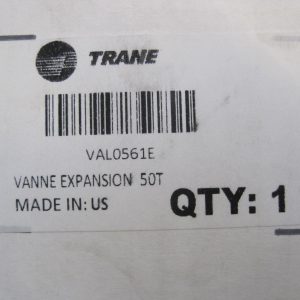 TRANE
VAL0561E
VANNE EXPANSION 50T
MADE IN: US
QTY: 1